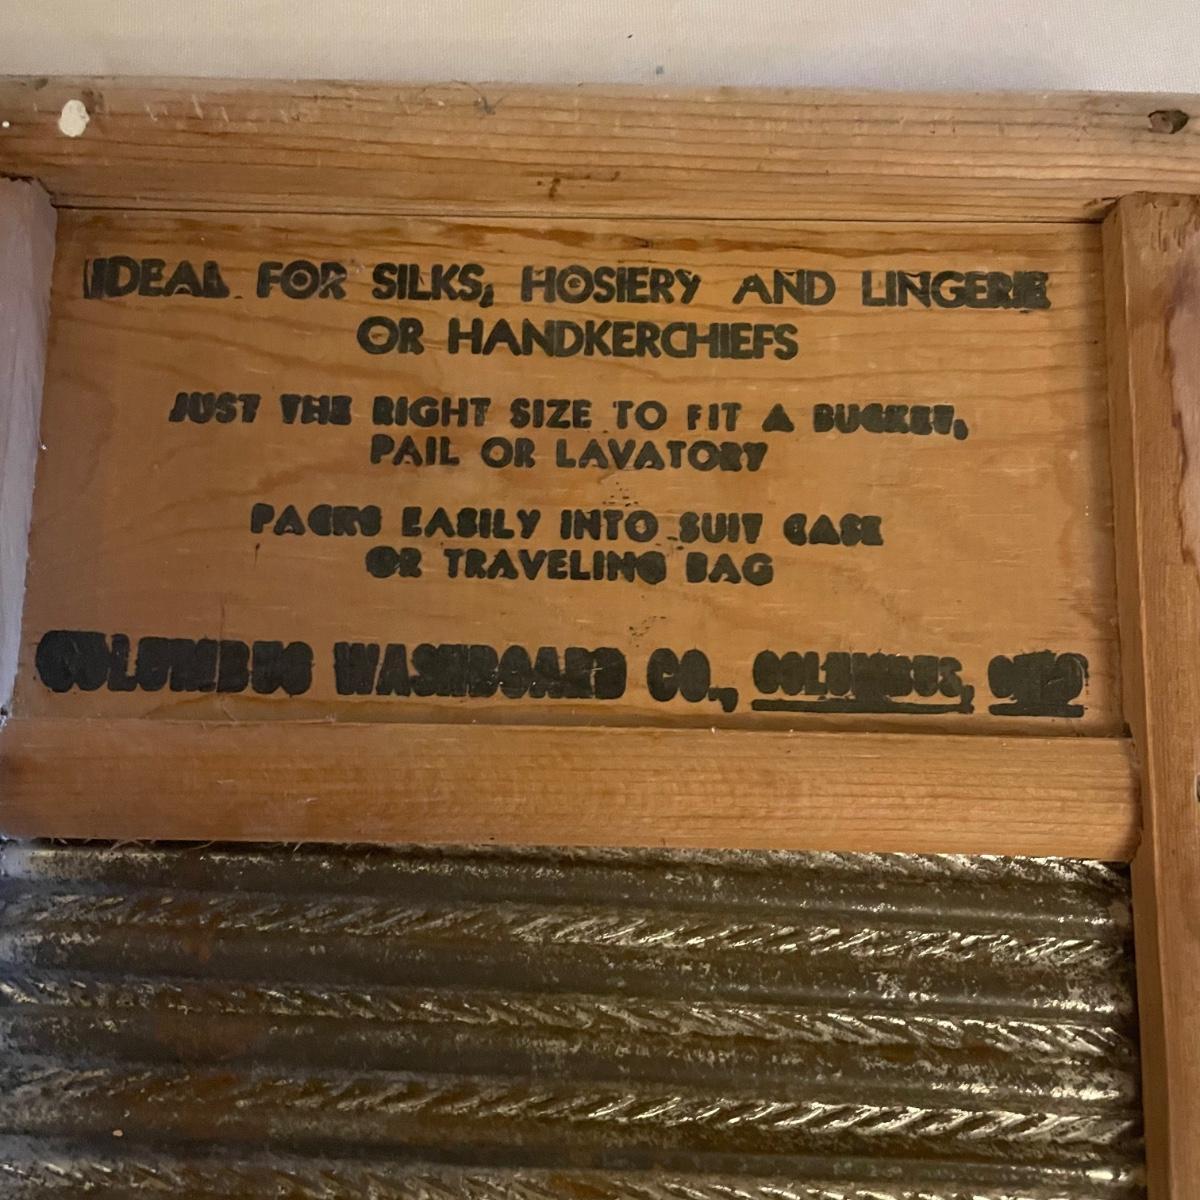 IDEAL FOR SILKS, HOSIERY AND LINGERIE
OR HANDKERCHIEFS
JUST THE RIGHT SIZE TO FIT A BUCKET,
PAIL OR LAVATORY
PACKS EASILY INTO SUIT CASE
OR TRAVELING BAG
COLUMBUS WASHBOARD CO., COLUMBUS, OHIO